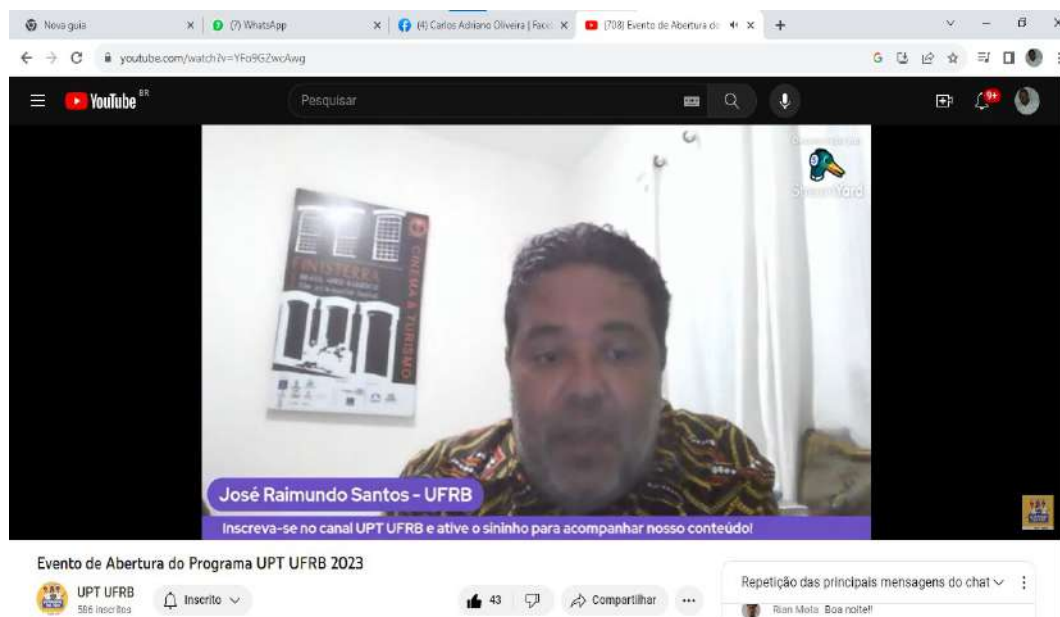 Nova guia
(7) WhatsApp
(4) Carlos Adriano Oliveira | Face
(708) Evento de Abertura do
youtube.com/watch?v=YFo9GZwcAwg
YouTube BR
Pesquisar
9+
FINISTERRA
CINEMA & TURISMO
José Raimundo Santos - UFRB
Inscreva-se no canal UPT UFRB e ative o sininho para acompanhar nosso conteúdo!
Evento de Abertura do Programa UPT UFRB 2023
UPT UFRB
586 inscritos
Inscrito
43
Compartilhar
Repetição das principais mensagens do chat
Rian Mota Boa noite!!